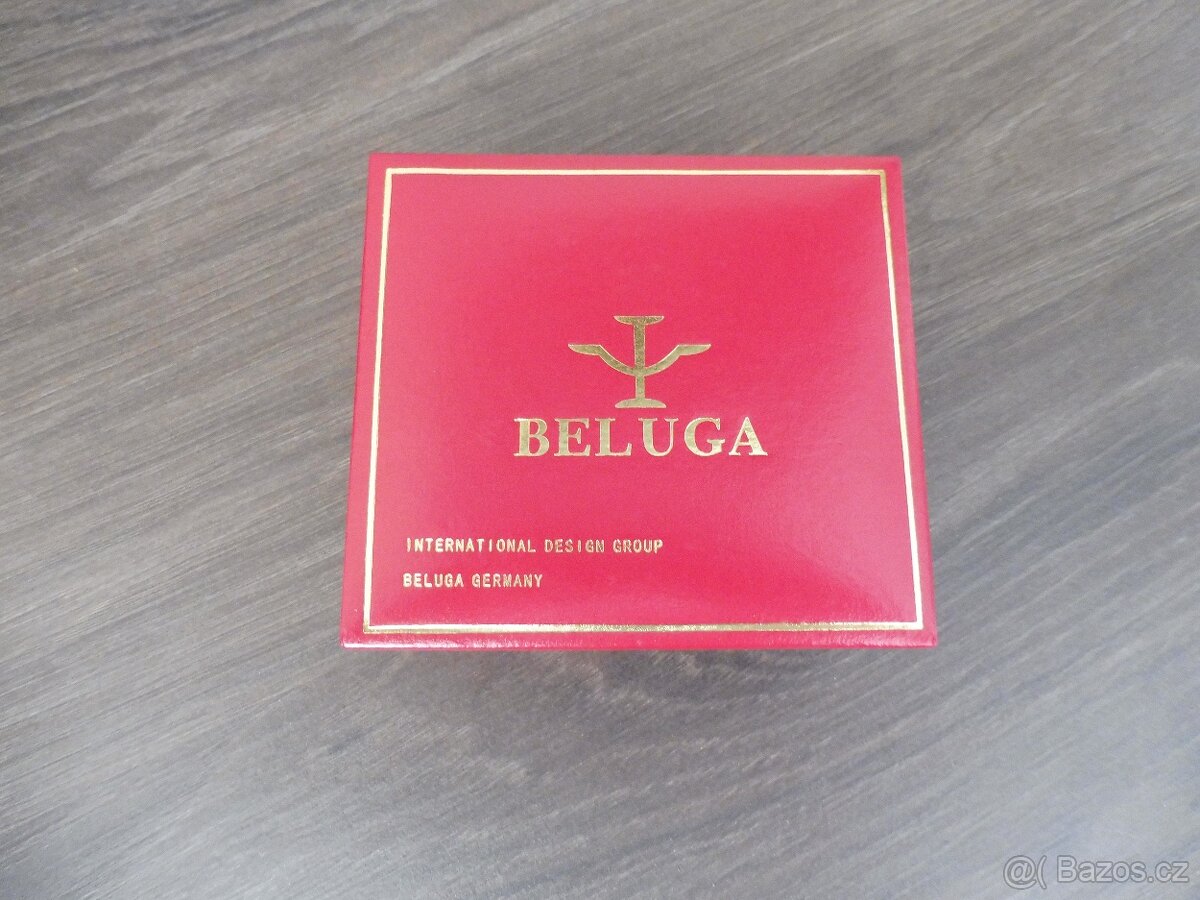 BELUGA
INTERNATIONAL DESIGN GROUP
BELUGA GERMANY
@( Bazos.cz